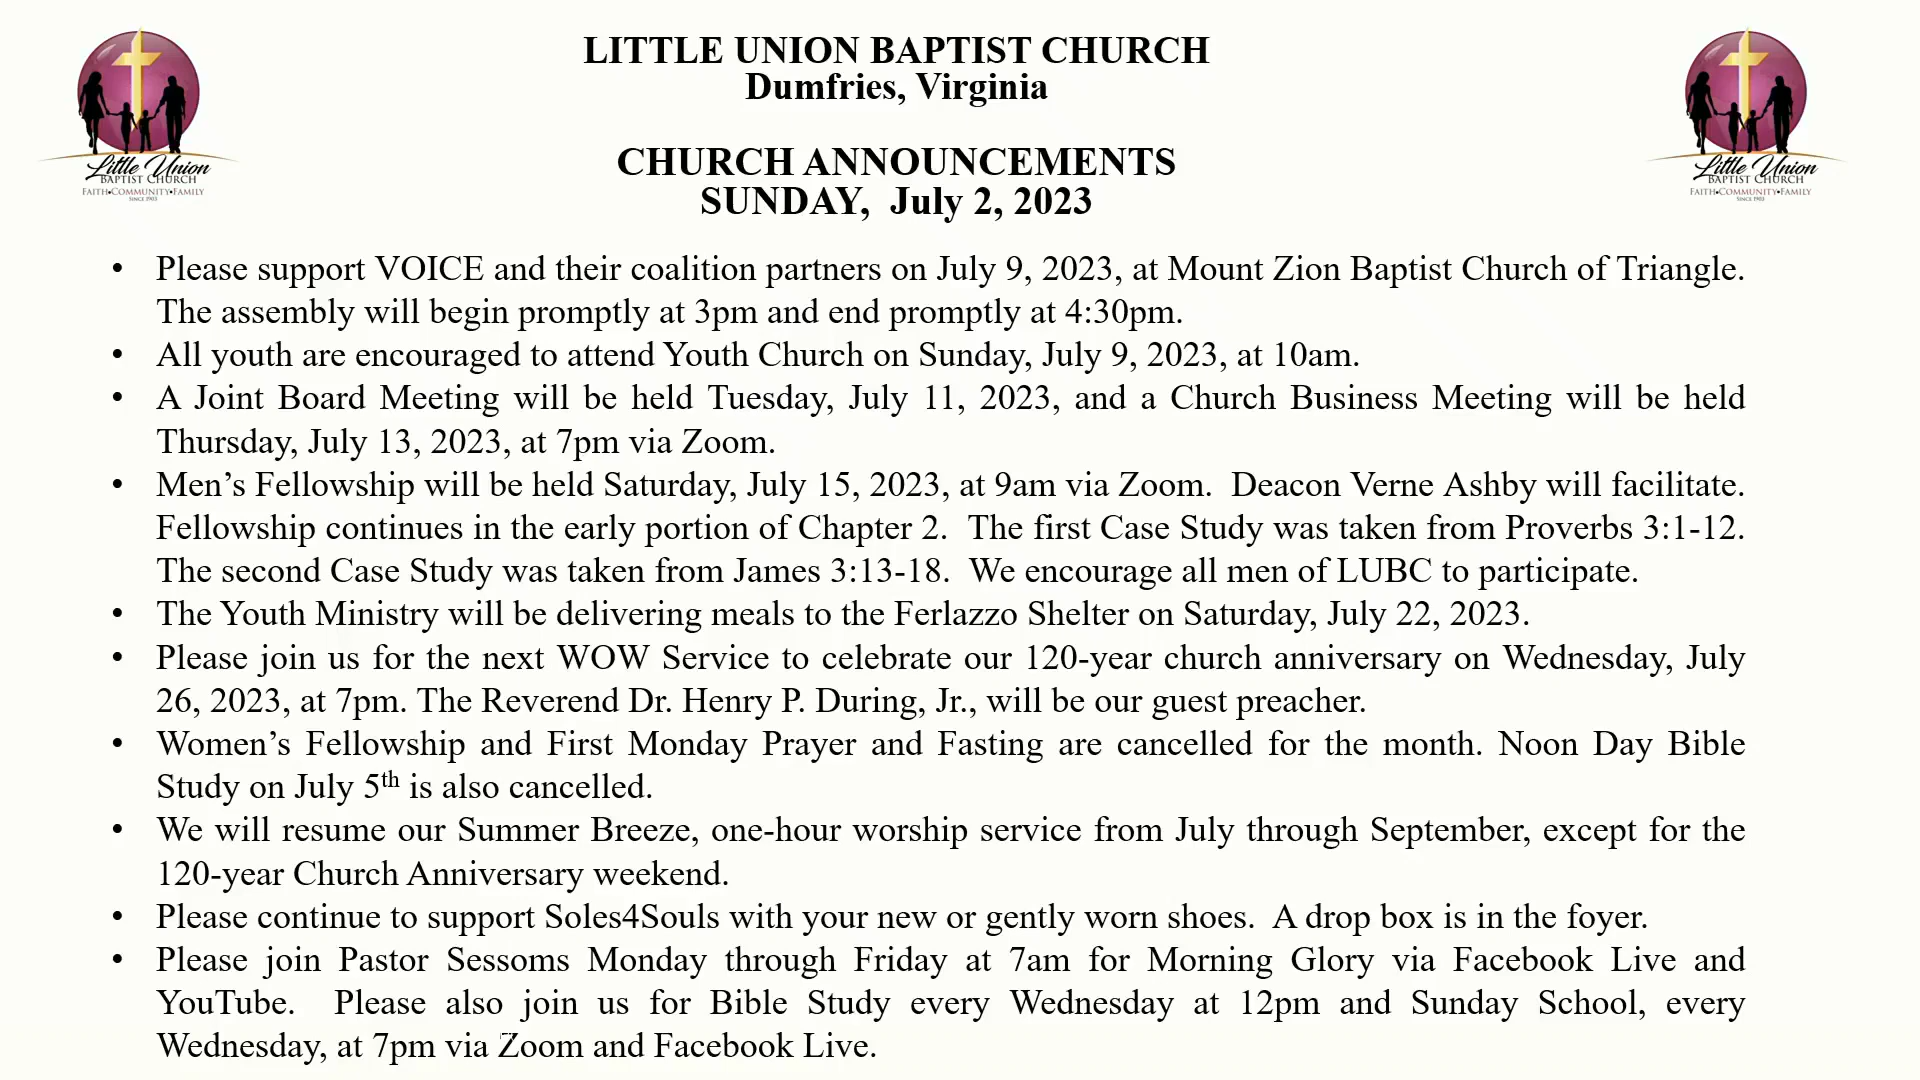 LITTLE UNION BAPTIST CHURCH
Dumfries, Virginia
CHURCH ANNOUNCEMENTS
SUNDAY,  July 2, 2023
Little Union
BAPTIST CHURCH
FAITH•COMMUNITY•FAMILY
SINCE 1903
Little Union
BAPTIST CHURCH
FAITH•COMMUNITY•FAMILY
SINCE 1903
• Please support VOICE and their coalition partners on July 9, 2023, at Mount Zion Baptist Church of Triangle.
The assembly will begin promptly at 3pm and end promptly at 4:30pm.
• All youth are encouraged to attend Youth Church on Sunday, July 9, 2023, at 10am.
• A Joint Board Meeting will be held Tuesday, July 11, 2023, and a Church Business Meeting will be held
Thursday, July 13, 2023, at 7pm via Zoom.
• Men’s Fellowship will be held Saturday, July 15, 2023, at 9am via Zoom.  Deacon Verne Ashby will facilitate.
Fellowship continues in the early portion of Chapter 2.  The first Case Study was taken from Proverbs 3:1-12.
The second Case Study was taken from James 3:13-18.  We encourage all men of LUBC to participate.
• The Youth Ministry will be delivering meals to the Ferlazzo Shelter on Saturday, July 22, 2023.
• Please join us for the next WOW Service to celebrate our 120-year church anniversary on Wednesday, July
26, 2023, at 7pm. The Reverend Dr. Henry P. During, Jr., will be our guest preacher.
• Women’s Fellowship and First Monday Prayer and Fasting are cancelled for the month. Noon Day Bible
Study on July 5th is also cancelled.
• We will resume our Summer Breeze, one-hour worship service from July through September, except for the
120-year Church Anniversary weekend.
• Please continue to support Soles4Souls with your new or gently worn shoes.  A drop box is in the foyer.
• Please join Pastor Sessoms Monday through Friday at 7am for Morning Glory via Facebook Live and
YouTube.  Please also join us for Bible Study every Wednesday at 12pm and Sunday School, every
Wednesday, at 7pm via Zoom and Facebook Live.